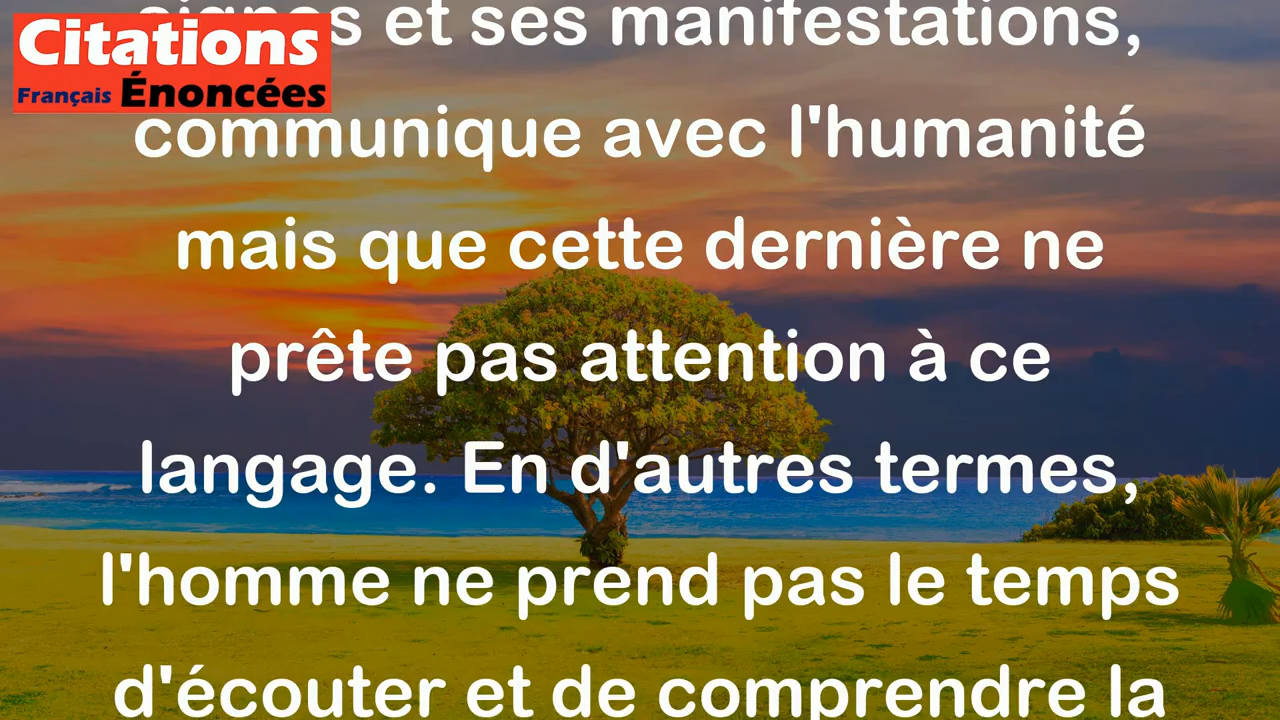 Citations
Français Énoncées
signes et ses manifestations,
communique avec l'humanité
mais que cette dernière ne
prête pas attention à ce
langage. En d'autres termes,
l'homme ne prend pas le temps
d'écouter et de comprendre la